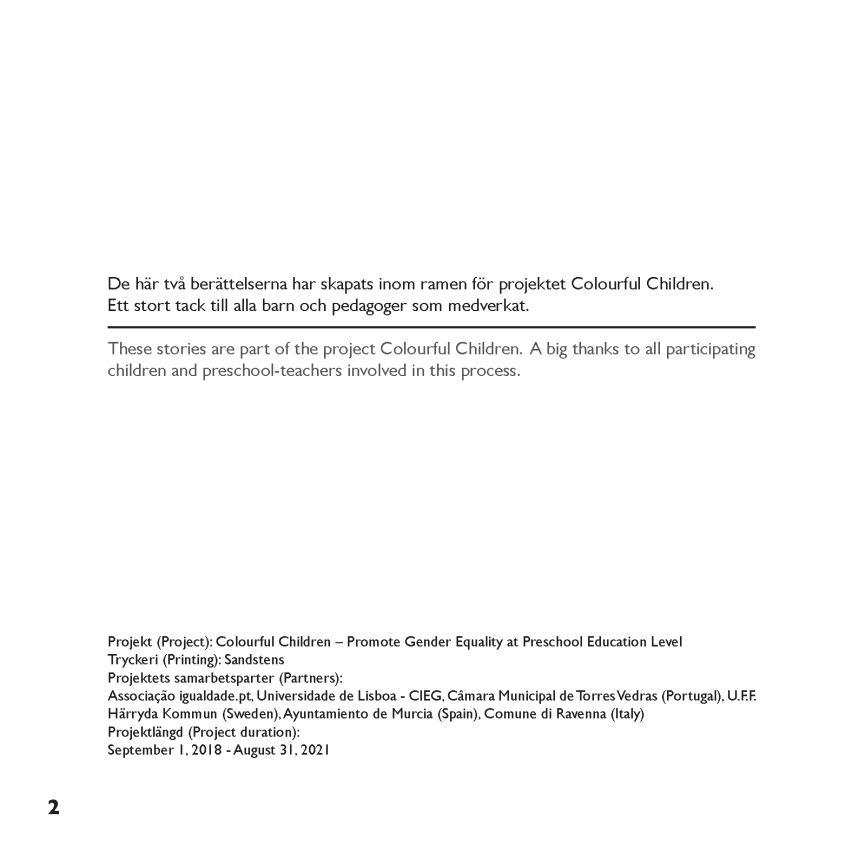 De här två berättelserna har skapats inom ramen för projektet Colourful Children.
Ett stort tack till alla barn och pedagoger som medverkat.
These stories are part of the project Colourful Children. A big thanks to all participating
children and preschool-teachers involved in this process.
Projekt (Project): Colourful Children – Promote Gender Equality at Preschool Education Level
Tryckeri (Printing): Sandstens
Projektets samarbetsparter (Partners):
Associação igualdade.pt, Universidade de Lisboa - CIEG, Câmara Municipal de Torres Vedras (Portugal), U.F.F.
Härryda Kommun (Sweden), Ayuntamiento de Murcia (Spain), Comune di Ravenna (Italy)
Projektlängd (Project duration):
September 1, 2018 - August 31, 2021
2